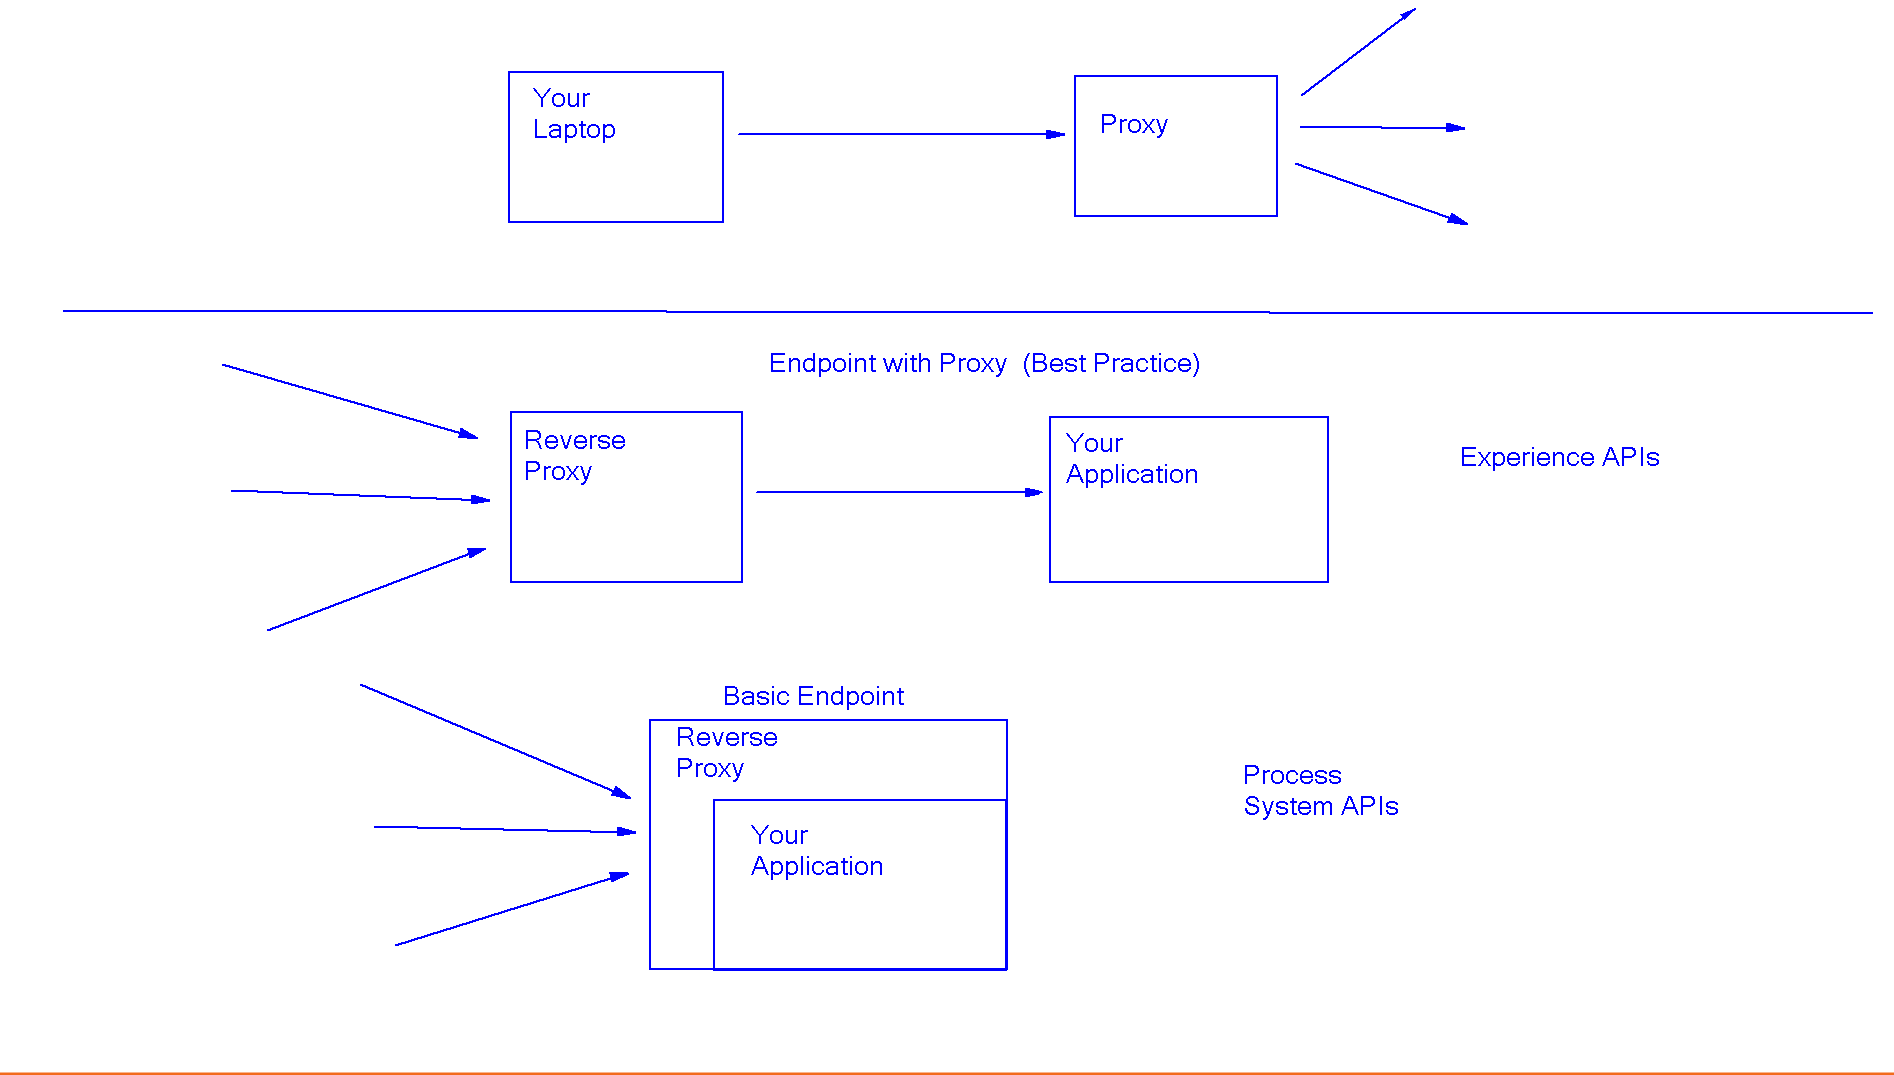 Your
Laptop
Proxy
Endpoint with Proxy  (Best Practice)
Reverse
Proxy
Your
Application
Experience APIs
Basic Endpoint
Reverse
Proxy
Your
Application
Process
System APIs